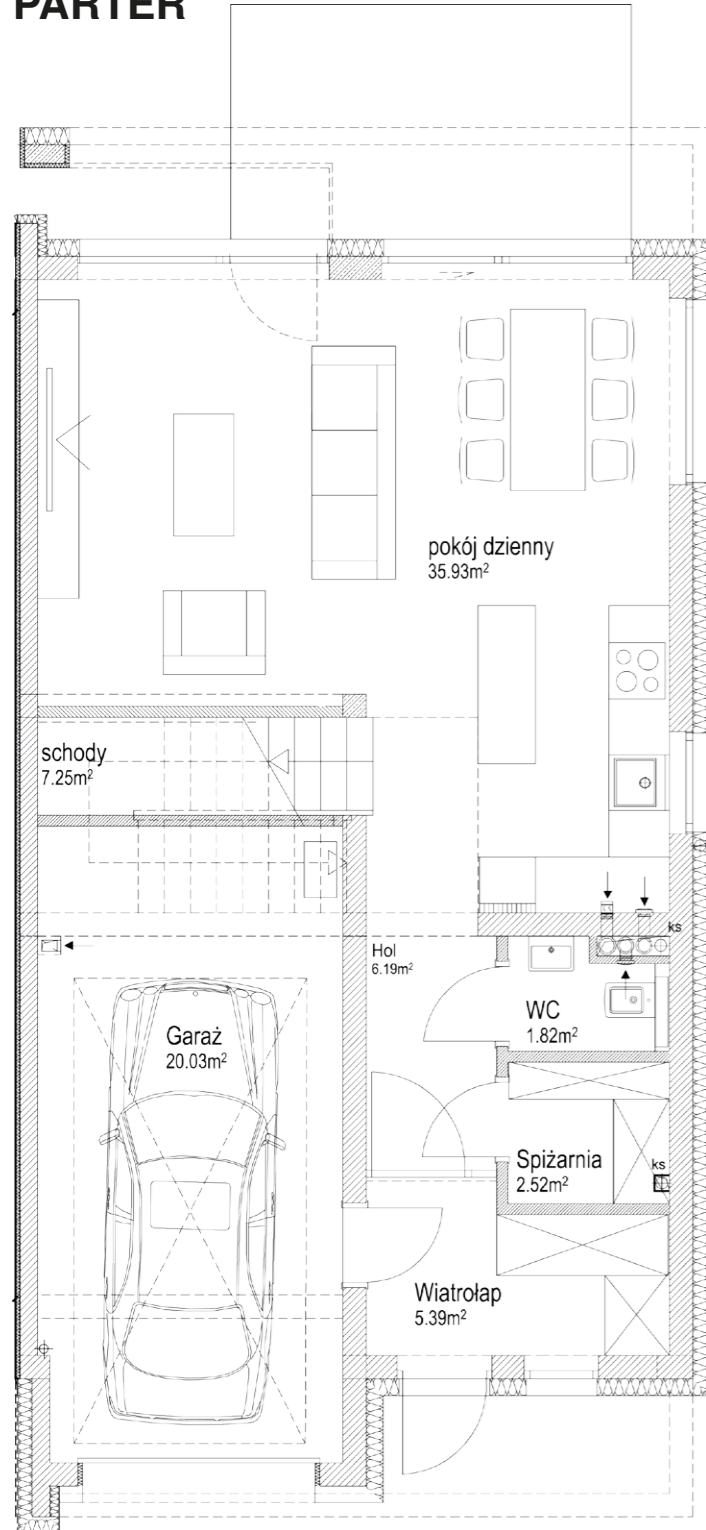 PARTER
pokój dzienny
35.93m²
schody
7.25m²
ks
Hol
6.19m²
WC
1.82m²
Garaż
20.03m²
ks
Spiżarnia
2.52m²
Wiatrołap
5.39m²